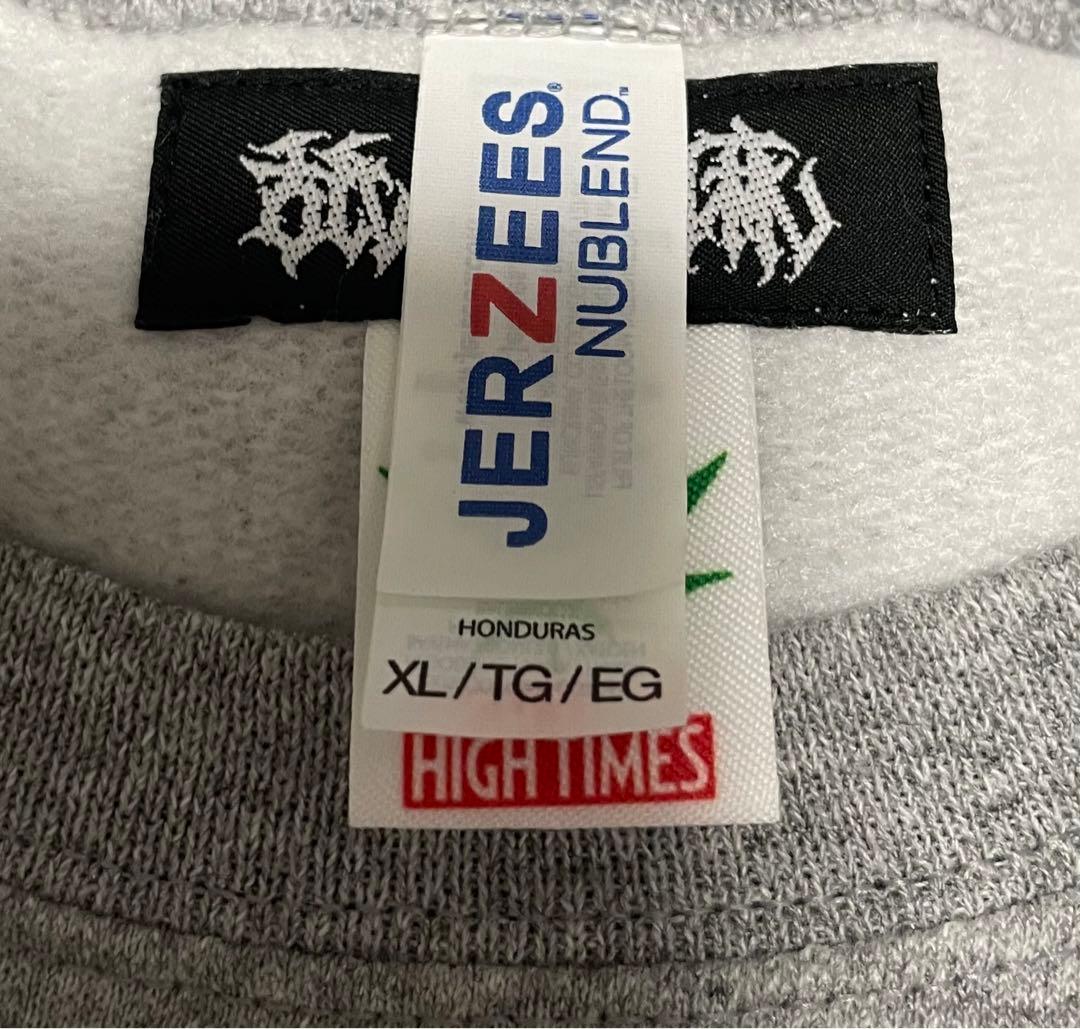 JERZEES®
NUBLEND™
HONDURAS
XL/TG/EG
HIGH TIMES